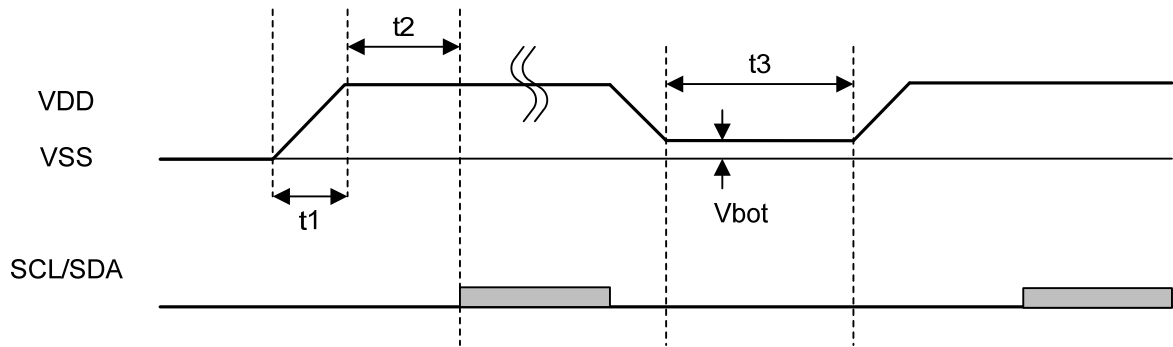 t2
t3
VDD
VSS
t1
Vbot
SCL/SDA